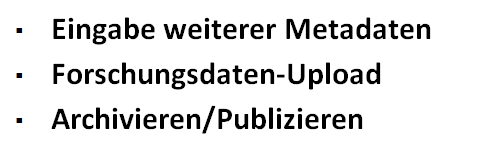 ▪ Eingabe weiterer Metadaten
▪ Forschungsdaten-Upload
▪ Archivieren/Publizieren